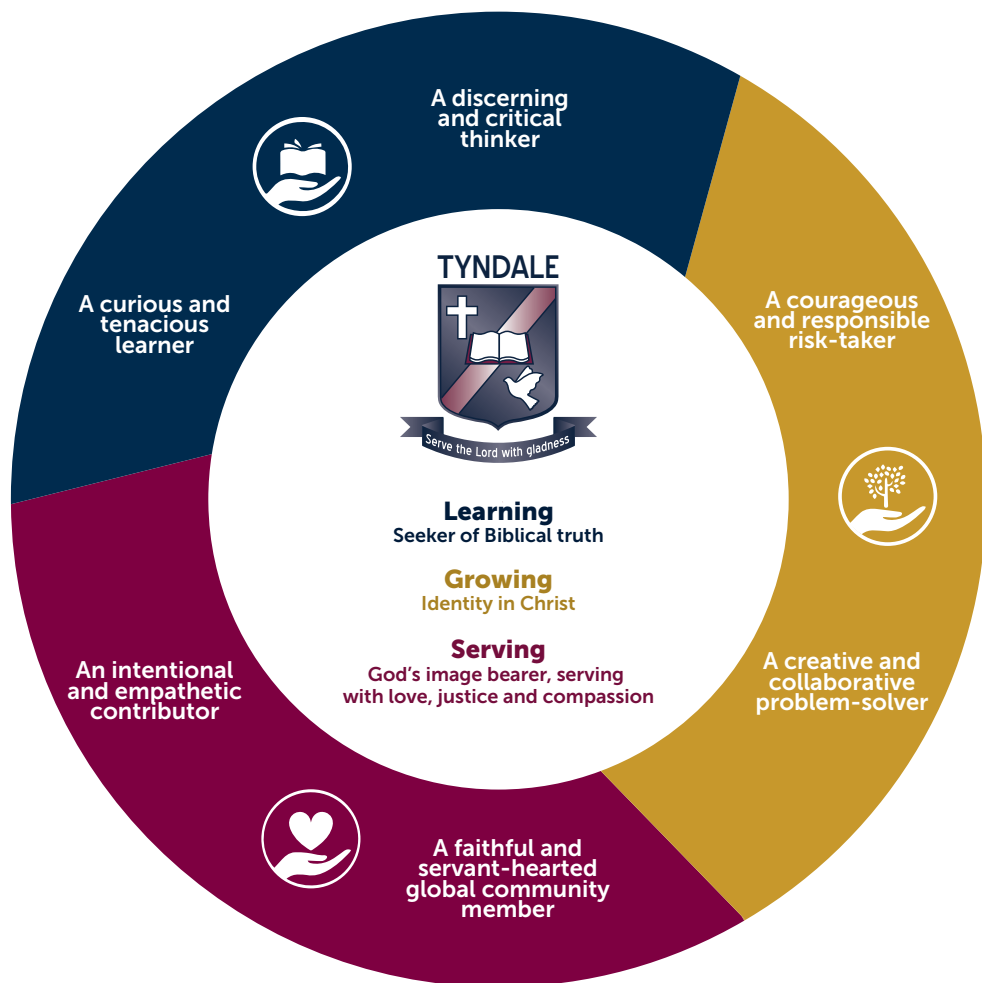 A discerning
and critical
thinker
A curious and
tenacious
learner
A courageous
and responsible
risk-taker
TYNDALE
Serve the Lord with gladness
Learning
Seeker of Biblical truth
Growing
Identity in Christ
Serving
God's image bearer, serving
with love, justice and compassion
An intentional
and empathetic
contributor
A creative and
collaborative
problem-solver
A faithful and
servant-hearted
global community
member